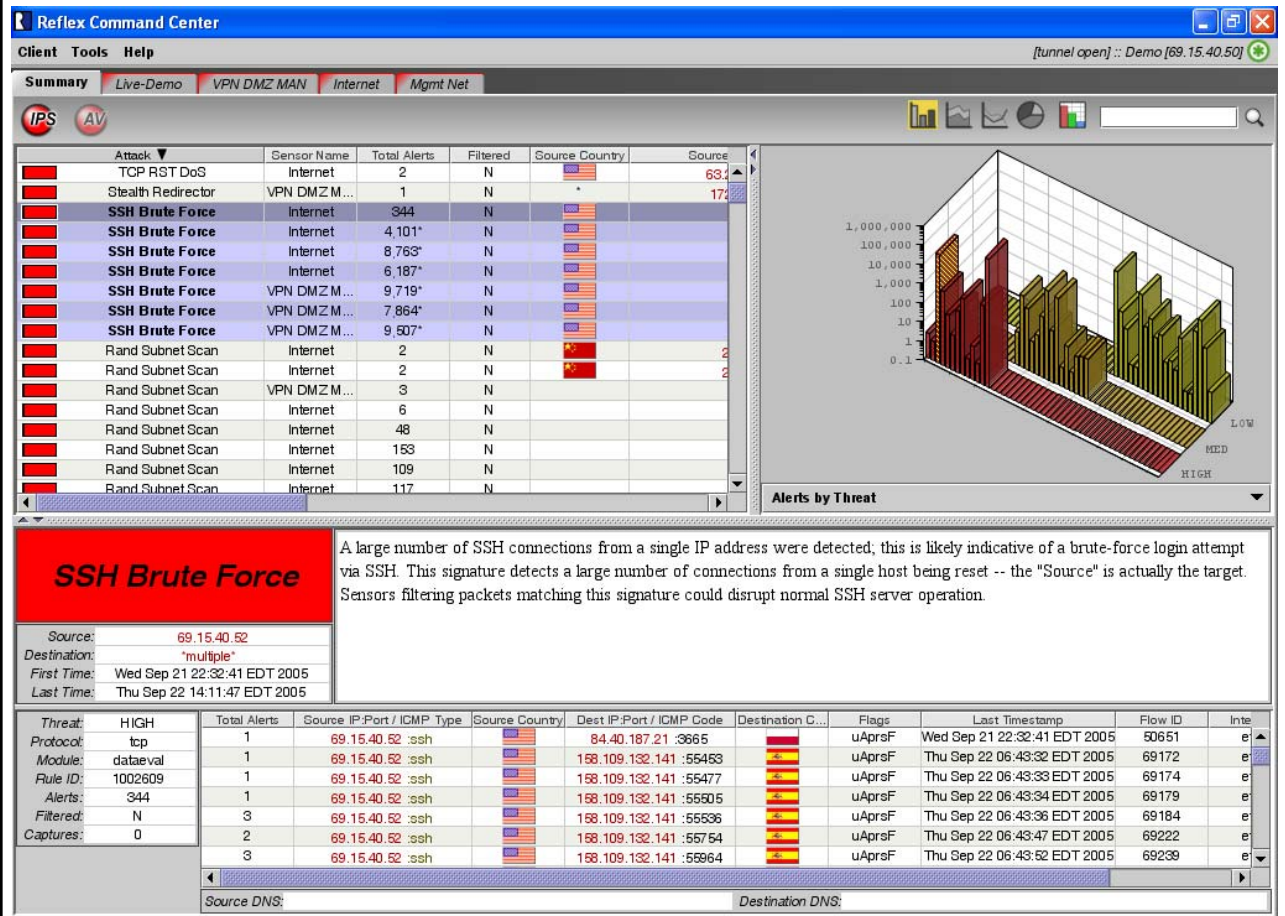 Reflex Command Center
Client Tools Help
[tunnel open] :: Demo [69.15.40.50]
Summary Live-Demo VPN DMZ MAN Internet Mgmt Net
IPS AV
Attack ▼ Sensor Name Total Alerts Filtered Source Country Source
TCP RST DoS Internet 2 N 63.2
Stealth Redirector VPN DMZ M... 1 N * 172
SSH Brute Force Internet 344 N
SSH Brute Force Internet 4,101* N
SSH Brute Force Internet 8,763* N
SSH Brute Force Internet 6,187* N
SSH Brute Force VPN DMZ M... 9,719* N
SSH Brute Force VPN DMZ M... 7,864* N
SSH Brute Force VPN DMZ M... 9,507* N
Rand Subnet Scan Internet 2 N 2
Rand Subnet Scan Internet 2 N 2
Rand Subnet Scan VPN DMZ M... 3 N
Rand Subnet Scan Internet 6 N
Rand Subnet Scan Internet 48 N
Rand Subnet Scan Internet 153 N
Rand Subnet Scan Internet 109 N
Rand Subnet Scan Internet 117 N
1,000,000
100,000
10,000
1,000
100
10
1
0.1
LOW
MED
HIGH
Alerts by Threat
SSH Brute Force
A large number of SSH connections from a single IP address were detected; this is likely indicative of a brute-force login attempt
via SSH. This signature detects a large number of connections from a single host being reset -- the "Source" is actually the target.
Sensors filtering packets matching this signature could disrupt normal SSH server operation.
Source: 69.15.40.52
Destination: *multiple*
First Time: Wed Sep 21 22:32:41 EDT 2005
Last Time: Thu Sep 22 14:11:47 EDT 2005
Threat: HIGH
Protocol: tcp
Module: dataeval
Rule ID: 1002609
Alerts: 344
Filtered: N
Captures: 0
Total Alerts Source IP:Port / ICMP Type Source Country Dest IP:Port / ICMP Code Destination C... Flags Last Timestamp Flow ID Inte
1 69.15.40.52 :ssh 84.40.187.21 :3665 uAprsF Wed Sep 21 22:32:41 EDT 2005 50651 e
1 69.15.40.52 :ssh 158.109.132.141 :55453 uAprsF Thu Sep 22 06:43:32 EDT 2005 69172 e
1 69.15.40.52 :ssh 158.109.132.141 :55477 uAprsF Thu Sep 22 06:43:33 EDT 2005 69174 e
1 69.15.40.52 :ssh 158.109.132.141 :55505 uAprsF Thu Sep 22 06:43:34 EDT 2005 69179 e
3 69.15.40.52 :ssh 158.109.132.141 :55536 uAprsF Thu Sep 22 06:43:36 EDT 2005 69184 e
2 69.15.40.52 :ssh 158.109.132.141 :55754 uAprsF Thu Sep 22 06:43:47 EDT 2005 69222 e
3 69.15.40.52 :ssh 158.109.132.141 :55964 uAprsF Thu Sep 22 06:43:52 EDT 2005 69239 e
Source DNS: Destination DNS: